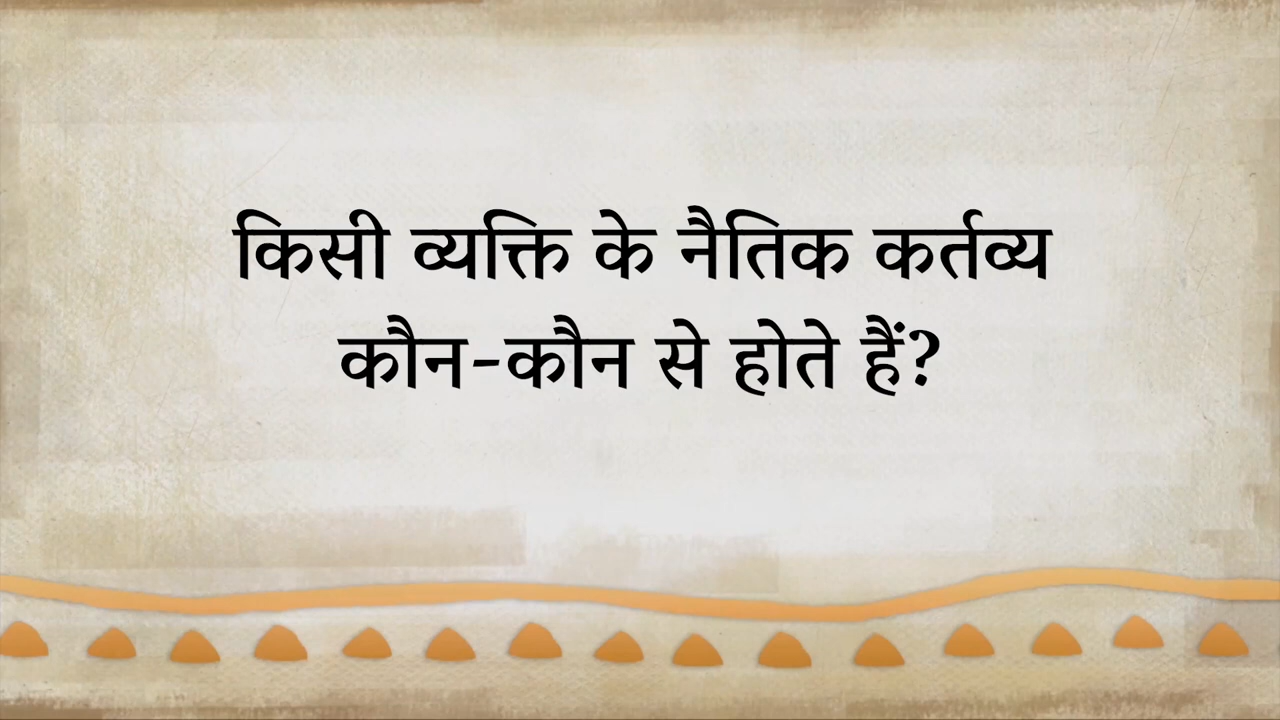 किसी व्यक्ति के नैतिक कर्तव्य
कौन-कौन से होते हैं?